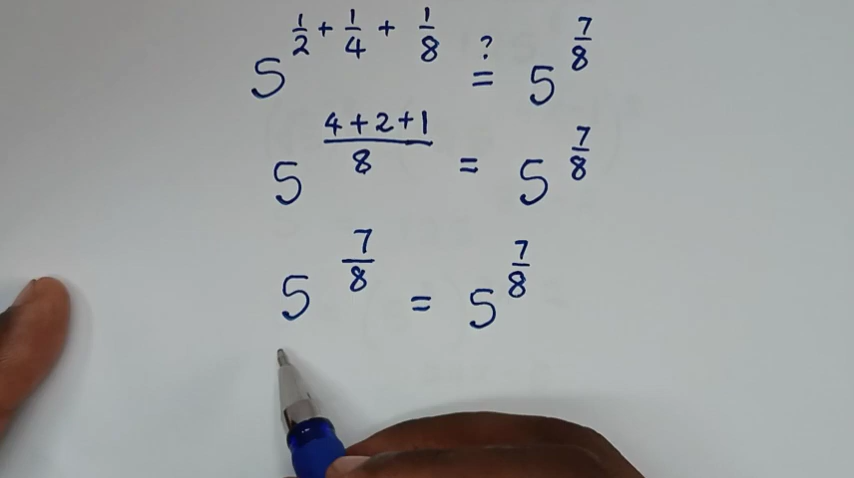 5^(1/2 + 1/4 + 1/8) ?= 5^(7/8)
5^((4+2+1)/8) = 5^(7/8)
5^(7/8) = 5^(7/8)